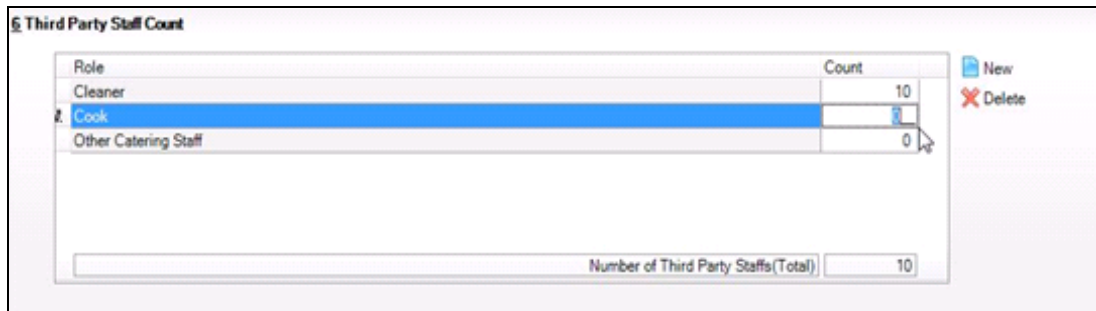 6 Third Party Staff Count
Role Count
New
Cleaner 10
Delete
Cook 0
Other Catering Staff 0
Number of Third Party Staffs(Total) 10